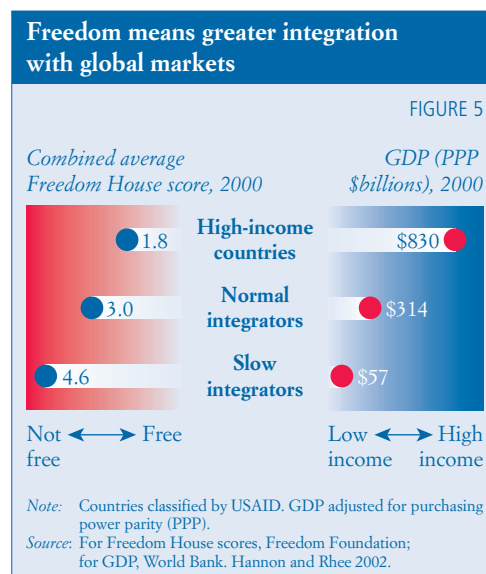 Freedom means greater integration
with global markets
FIGURE 5
Combined average
Freedom House score, 2000
GDP (PPP
$billions), 2000
1.8
High-income
countries
$830
3.0
Normal
integrators
$314
4.6
Slow
integrators
$57
Not
free
Free
Low
income
High
income
Note: Countries classified by USAID. GDP adjusted for purchasing
power parity (PPP).
Source: For Freedom House scores, Freedom Foundation;
for GDP, World Bank. Hannon and Rhee 2002.